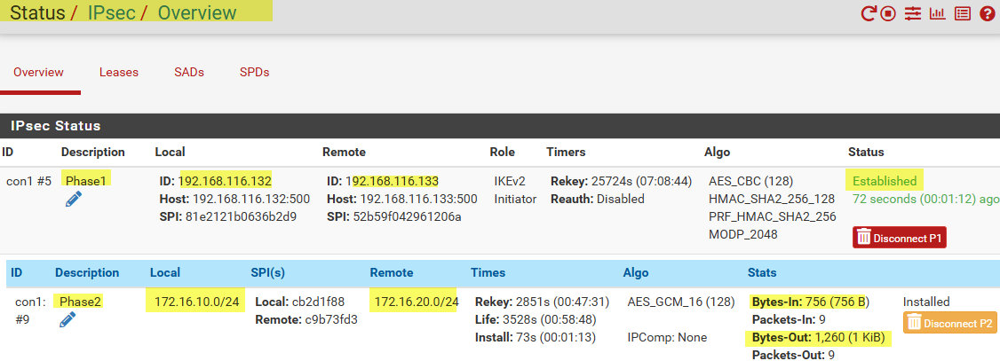 Status / IPsec / Overview
Overview Leases SADs SPDs
IPsec Status
ID Description Local Remote Role Timers Algo Status
con1 #5 Phase1 ID: 192.168.116.132 ID: 192.168.116.133 IKEv2 Rekey: 25724s (07:08:44) AES_CBC (128) Established
Host: 192.168.116.132:500 Host: 192.168.116.133:500 Initiator Reauth: Disabled HMAC_SHA2_256_128 72 seconds (00:01:12) ago
SPI: 81e2121b0636b2d9 SPI: 52b59f042961206a PRF_HMAC_SHA2_256
MODP_2048 Disconnect P1
ID Description Local SPI(s) Remote Times Algo Stats
con1: Phase2 172.16.10.0/24 Local: cb2d1f88 172.16.20.0/24 Rekey: 2851s (00:47:31) AES_GCM_16 (128) Bytes-In: 756 (756 B) Installed
#9 Remote: c9b73fd3 Life: 3528s (00:58:48) Packets-In: 9 Disconnect P2
Install: 73s (00:01:13) IPComp: None Bytes-Out: 1,260 (1 KiB)
Packets-Out: 9